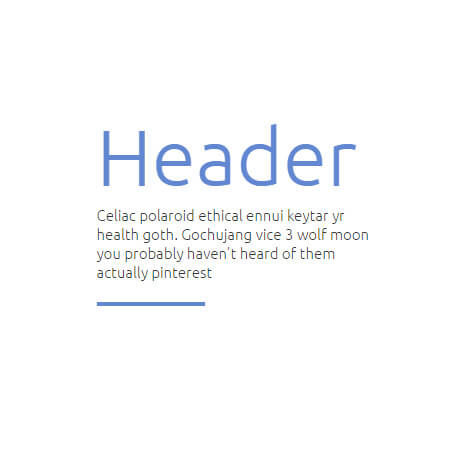 Header
Celiac polaroid ethical ennui keytar yr
health goth. Gochujang vice 3 wolf moon
you probably haven't heard of them
actually pinterest